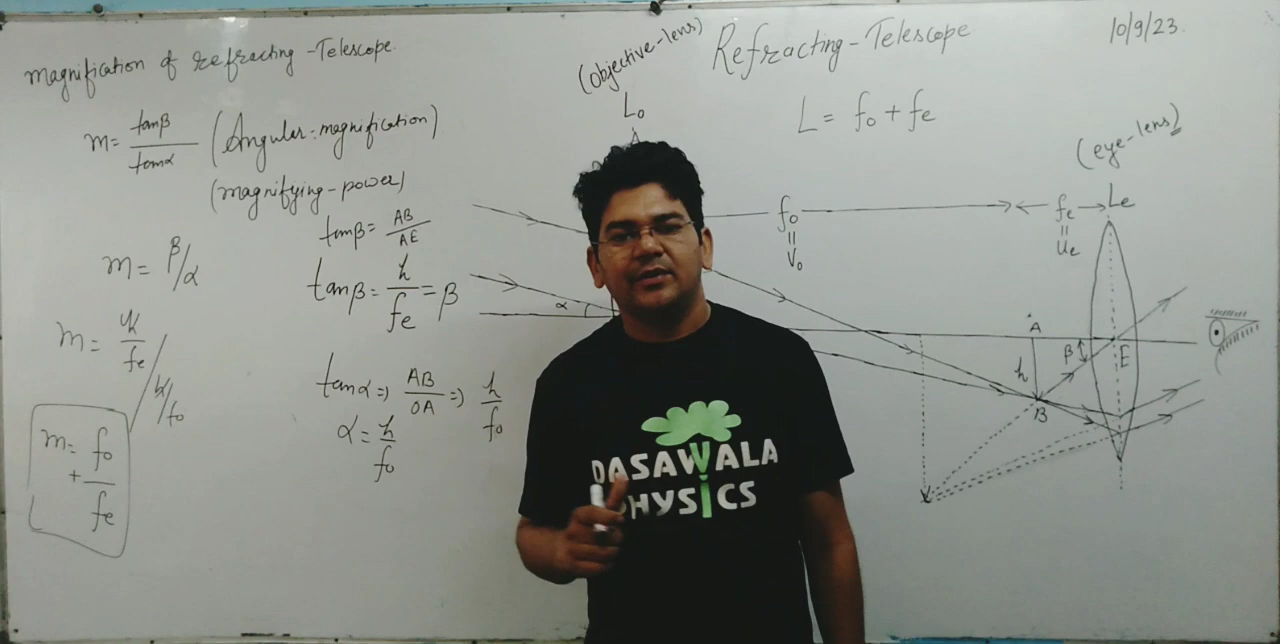 Magnification of refracting-Telescope.
m= tanβ/tanα (Angular-magnification)
(magnifying-power)
tanβ= AB/AE
m= β/α
tanβ= h/fe = β
m= h/fe / h/fo
tanα=> AB/OA => h/fo
α= h/fo
m= + fo/fe
(objective-lens)
Lo
Refracting-Telescope
10/9/23.
L = fo + fe
(eye-lens)
fo
=
Vo
fe
=
ue
Le
α
A
β
E
h
B
DASAWALA
PHYSICS